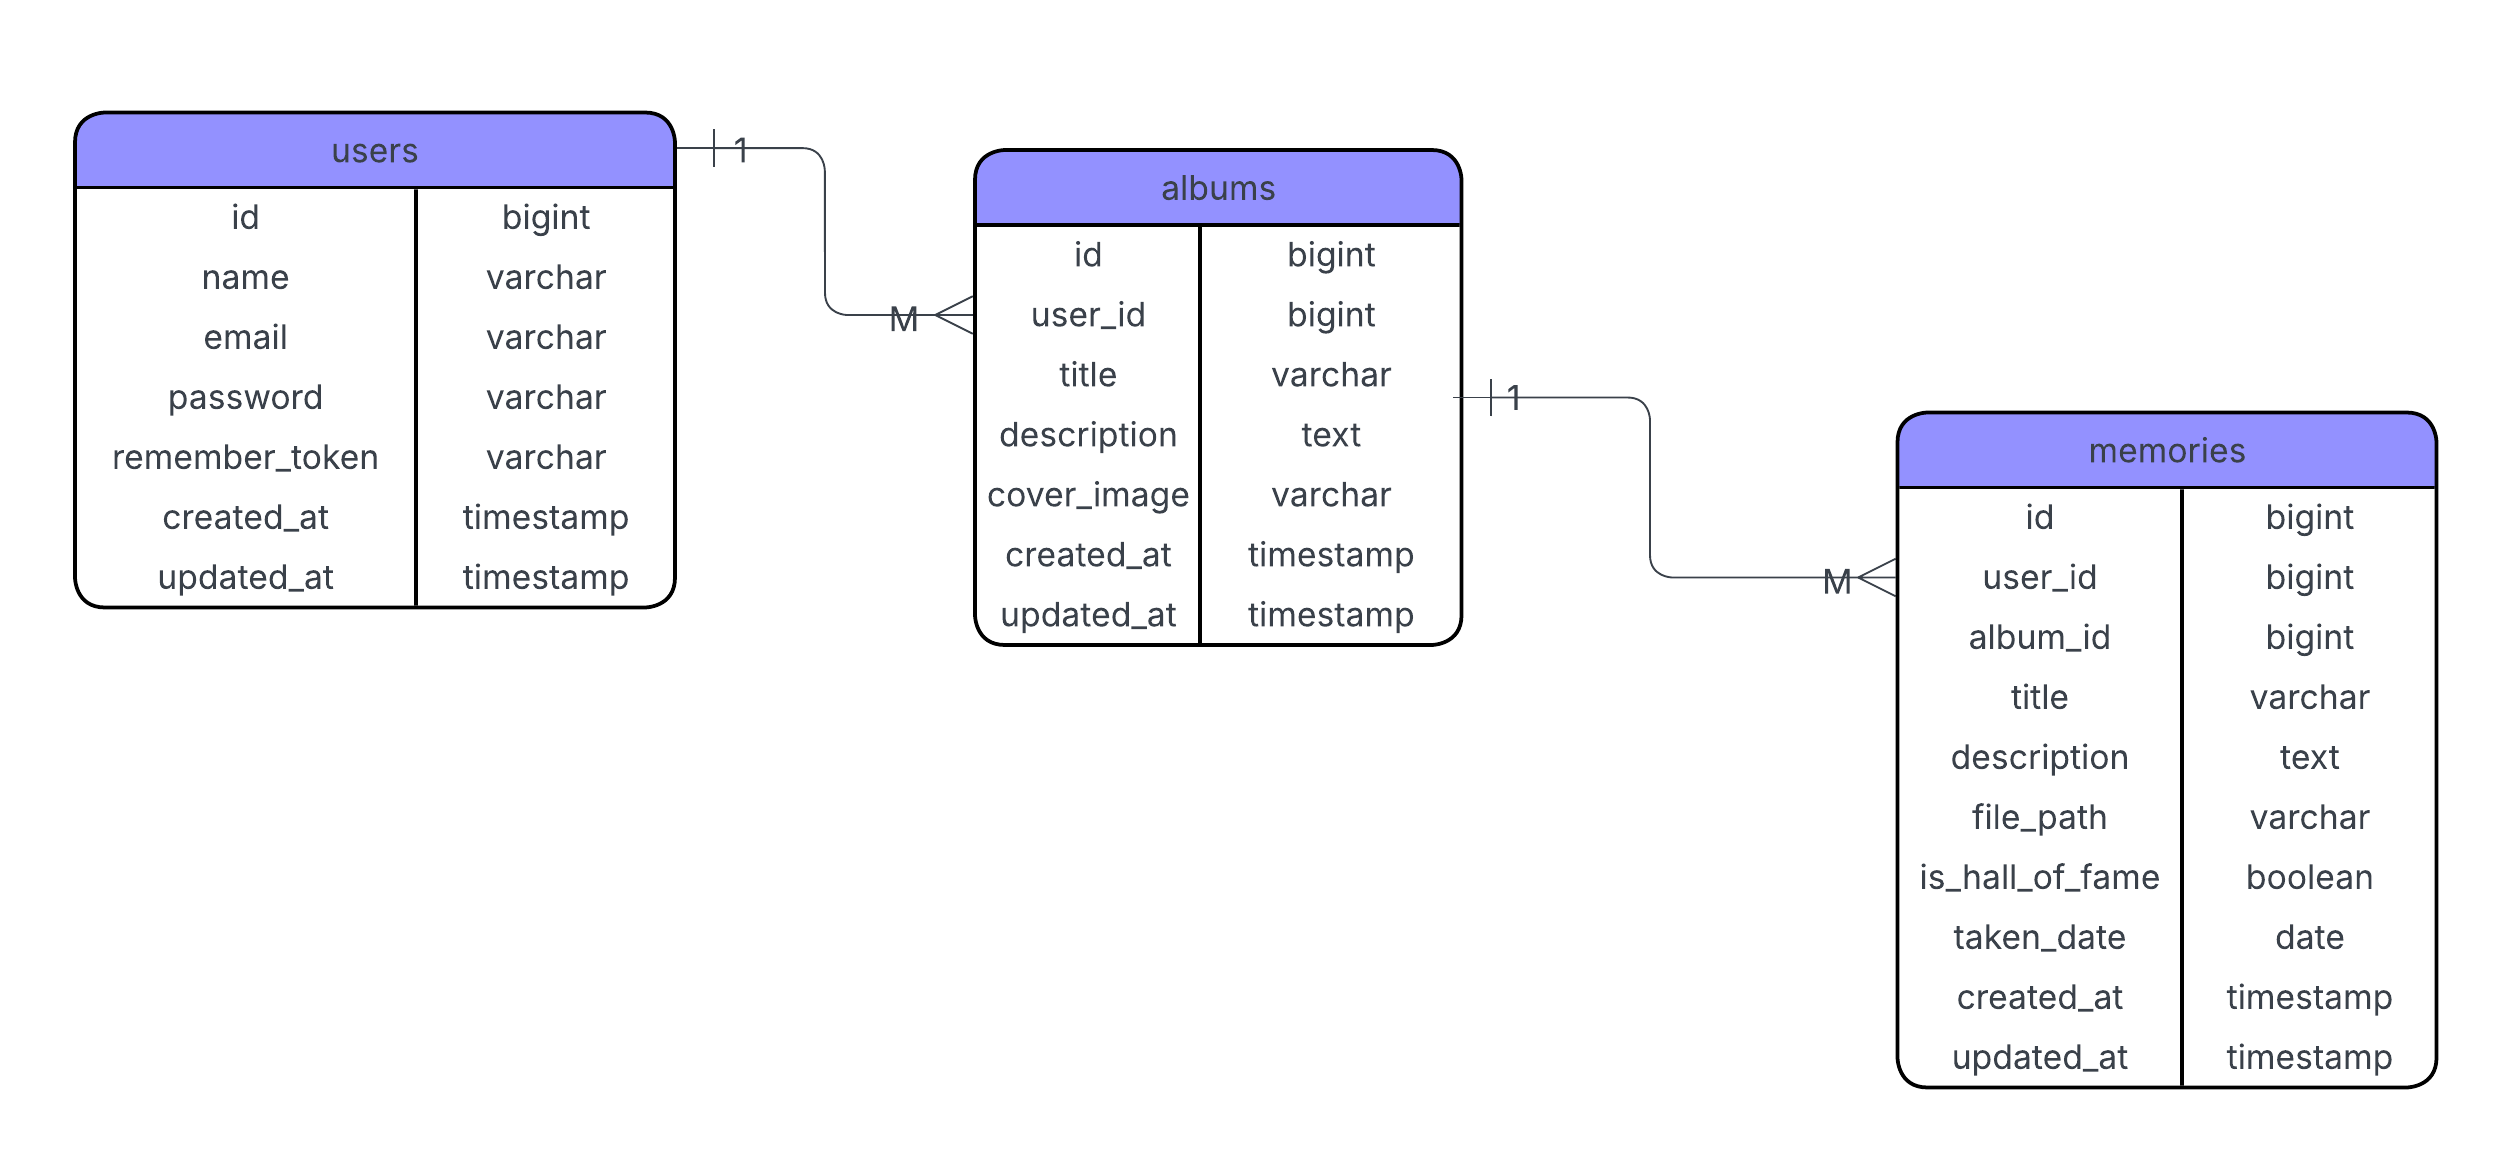 users
id bigint
name varchar
email varchar
password varchar
remember_token varchar
created_at timestamp
updated_at timestamp
1
M
albums
id bigint
user_id bigint
title varchar
description text
cover_image varchar
created_at timestamp
updated_at timestamp
1
M
memories
id bigint
user_id bigint
album_id bigint
title varchar
description text
file_path varchar
is_hall_of_fame boolean
taken_date date
created_at timestamp
updated_at timestamp